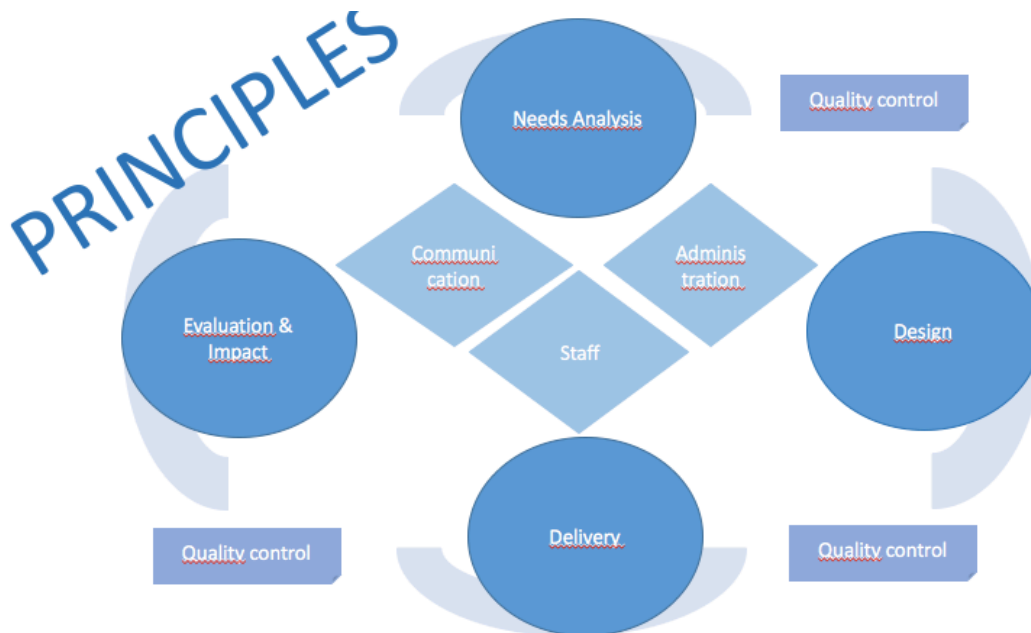 PRINCIPLES
Needs Analysis
Quality control
Communi
cation
Adminis
tration
Evaluation &
Impact
Staff
Design
Delivery
Quality control
Quality control